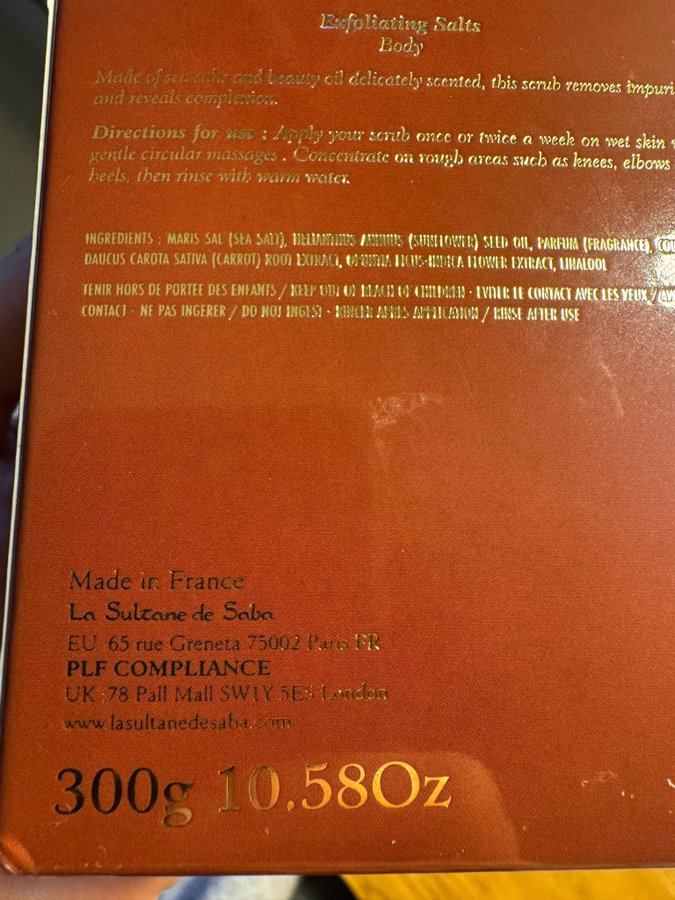 Exfoliating Salts
Body
Made of sea salts and beauty oil delicately scented, this scrub removes
and reveals complexion.
Directions for use : Apply your scrub once or twice a week on wet skin
gentle circular massages . Concentrate on rough areas such as knees, elbows
heels, then rinse with warm water.
INGREDIENTS : MARIS SAL (SEA SALT), HELIANTHUS ANNUUS (SUNFLOWER) SEED OIL, PARFUM (FRAGRANCE),
DAUCUS CAROTA SATIVA (CARROT) ROOT EXTRACT, OPUNTIA FICUS-INDICA FLOWER EXTRACT, LINALOOL
TENIR HORS DE PORTEE DES ENFANTS / KEEP OUT OF REACH OF CHILDREN · EVITER LE CONTACT AVEC LES YEUX /
CONTACT · NE PAS INGERER / DO NOT INGEST · RINCER APRES APPLICATION / RINSE AFTER USE
Made in France
La Sultane de Saba
EU 65 rue Greneta 75002 Paris FR
PLF COMPLIANCE
UK 78 Pall Mall SW1Y 5ES London
www.lasultanedesaba.com
300g 10.58Oz